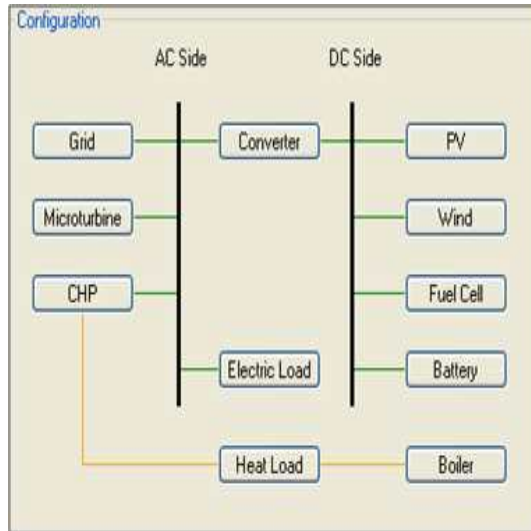 Configuration
AC Side DC Side
Grid Converter PV
Microturbine Wind
CHP Fuel Cell
Electric Load Battery
Heat Load Boiler